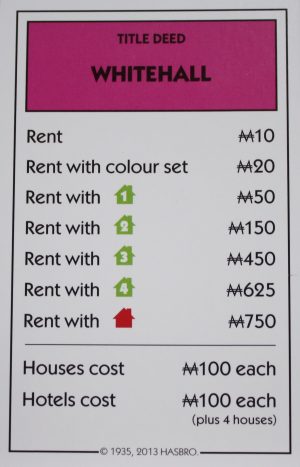 TITLE DEED
WHITEHALL
Rent ₩10
Rent with colour set ₩20
Rent with 1 ₩50
Rent with 2 ₩150
Rent with 3 ₩450
Rent with 4 ₩625
Rent with ₩750
Houses cost ₩100 each
Hotels cost ₩100 each
(plus 4 houses)
© 1935, 2013 HASBRO.